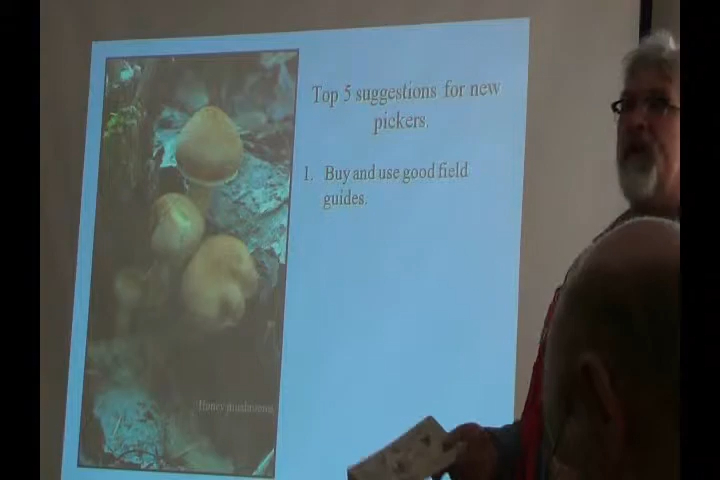 Top 5 suggestions for new
pickers.
1. Buy and use good field
guides.
Honey mushrooms